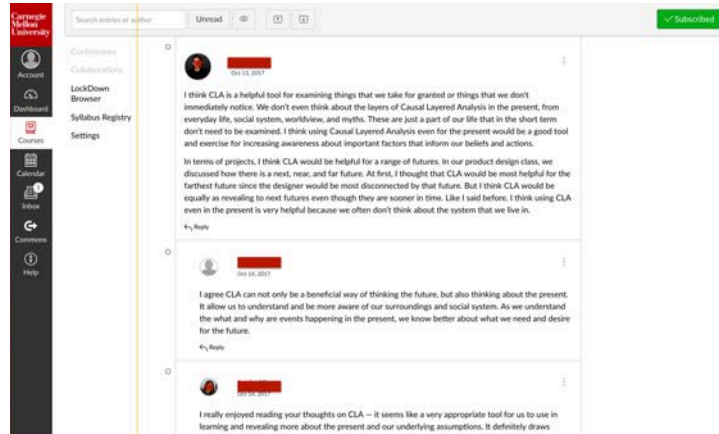 Carnegie
Mellon
University
Search entries or author
Unread
Subscribed
Account
Dashboard
Courses
Calendar
Inbox
Commons
Help
Conferences
Collaborations
LockDown
Browser
Syllabus Registry
Settings
Oct 13, 2017
I think CLA is a helpful tool for examining things that we take for granted or things that we don't
immediately notice. We don't even think about the layers of Causal Layered Analysis in the present, from
everyday life, social system, worldview, and myths. These are just a part of our life that in the short term
don't need to be examined. I think using Causal Layered Analysis even for the present would be a good tool
and exercise for increasing awareness about important factors that inform our beliefs and actions.
In terms of projects, I think CLA would be helpful for a range of futures. In our product design class, we
discussed how there is a next, near, and far future. At first, I thought that CLA would be most helpful for the
farthest future since the designer would be most disconnected by that future. But I think CLA would be
equally as revealing to next futures even though they are sooner in time. Like I said before, I think using CLA
even in the present is very helpful because we often don't think about the system that we live in.
Reply
Oct 14, 2017
I agree CLA can not only be a beneficial way of thinking the future, but also thinking about the present.
It allow us to understand and be more aware of our surroundings and social system. As we understand
the what and why are events happening in the present, we know better about what we need and desire
for the future.
Reply
Oct 14, 2017
I really enjoyed reading your thoughts on CLA — it seems like a very appropriate tool for us to use in
learning and revealing more about the present and our underlying assumptions. It definitely draws